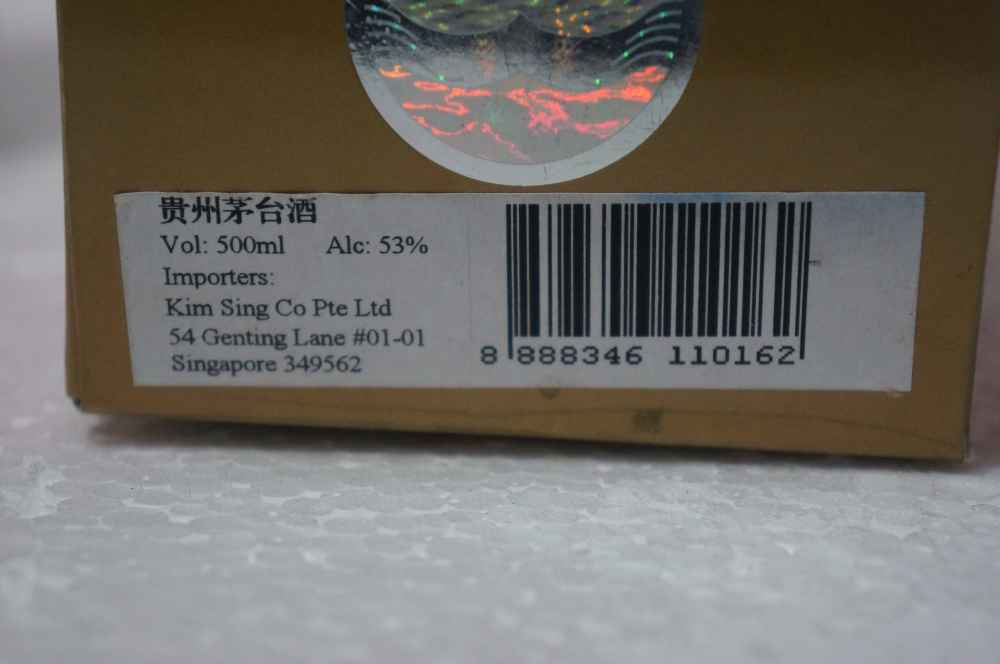 贵州茅台酒
Vol: 500ml Alc: 53%
Importers:
Kim Sing Co Pte Ltd
54 Genting Lane #01-01
Singapore 349562
8 888346 110162